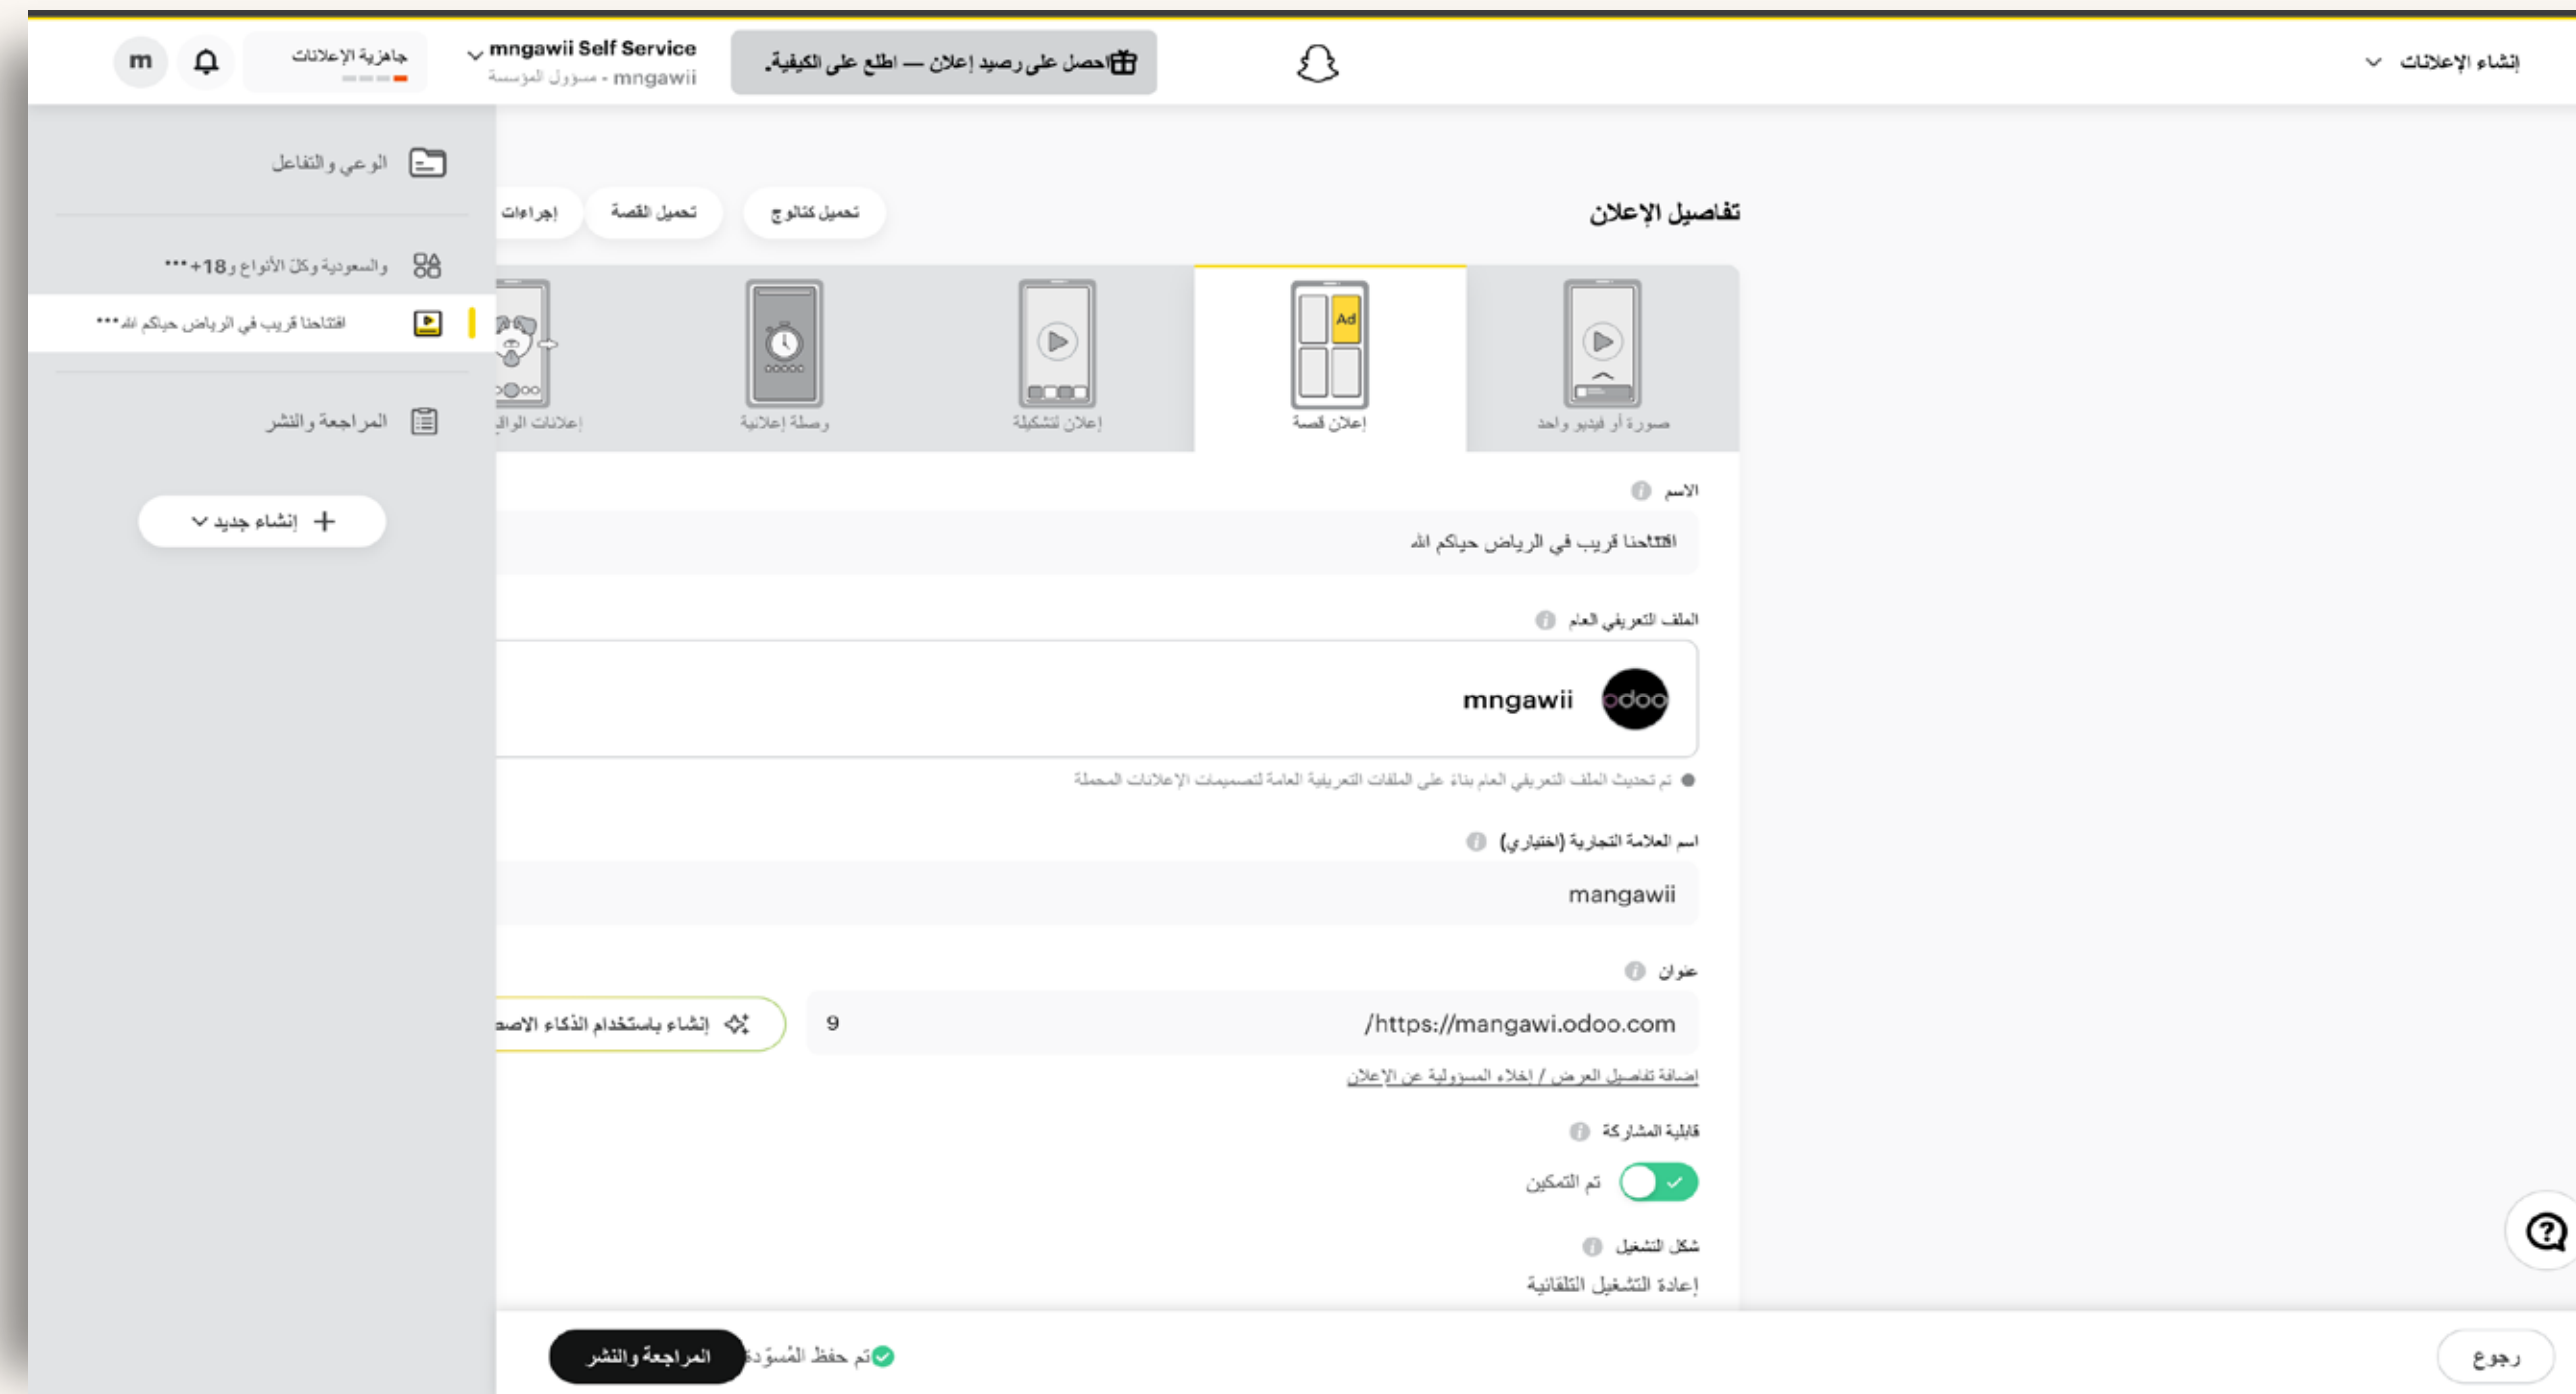 إنشاء الإعلانات
احصل على رصيد إعلان — اطلع على الكيفية.
mngawii Self Service
mngawii - مسؤول المؤسسة
جاهزية الإعلانات
m
الوعي والتفاعل
والسعودية وكل الأنواع و18+ •••
افتتاحنا قريب في الرياض حياكم الله •••
المراجعة والنشر
+ إنشاء جديد
تفاصيل الإعلان
تحميل كتالوج
تحميل القصة
إجراءات
Ad
صورة أو فيديو واحد
إعلان قصة
إعلان لتشكيلة
وصلة إعلانية
إعلانات
الاسم
افتتاحنا قريب في الرياض حياكم الله
الملف التعريفي العام
odoo
mngawii
تم تحديث الملف التعريفي العام بناءً على الملفات التعريفية العامة لتصميمات الإعلانات المحملة
اسم العلامة التجارية (اختياري)
mangawii
عنوان
/https://mangawi.odoo.com
9
إنشاء باستخدام الذكاء
إضافة تفاصيل العرض / إخلاء المسؤولية عن الإعلان
قابلية المشاركة
تم التمكين
شكل التشغيل
إعادة التشغيل التلقائية
رجوع
تم حفظ المُسوّدة
المراجعة والنشر